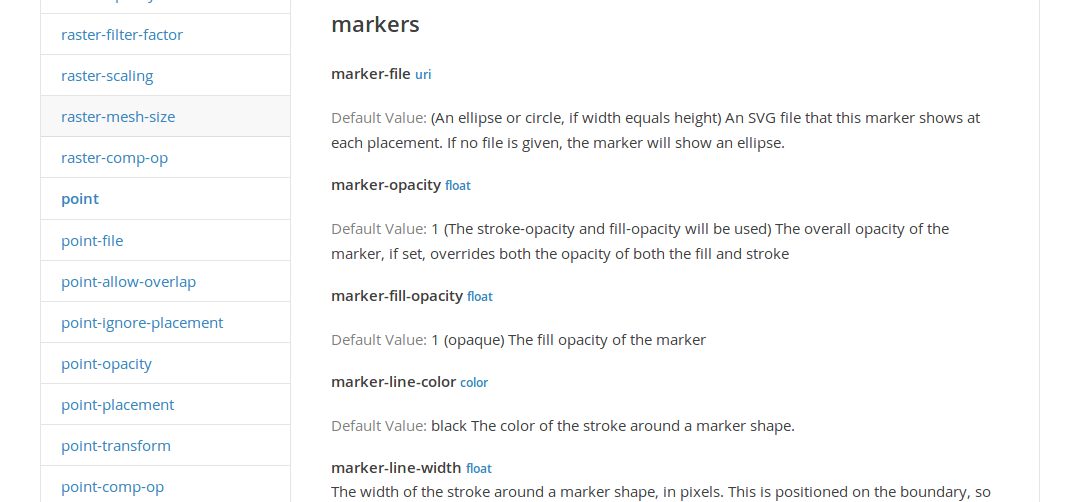 raster-filter-factor
raster-scaling
raster-mesh-size
raster-comp-op
point
point-file
point-allow-overlap
point-ignore-placement
point-opacity
point-placement
point-transform
point-comp-op
markers
marker-file uri
Default Value: (An ellipse or circle, if width equals height) An SVG file that this marker shows at
each placement. If no file is given, the marker will show an ellipse.
marker-opacity float
Default Value: 1 (The stroke-opacity and fill-opacity will be used) The overall opacity of the
marker, if set, overrides both the opacity of both the fill and stroke
marker-fill-opacity float
Default Value: 1 (opaque) The fill opacity of the marker
marker-line-color color
Default Value: black The color of the stroke around a marker shape.
marker-line-width float
The width of the stroke around a marker shape, in pixels. This is positioned on the boundary, so